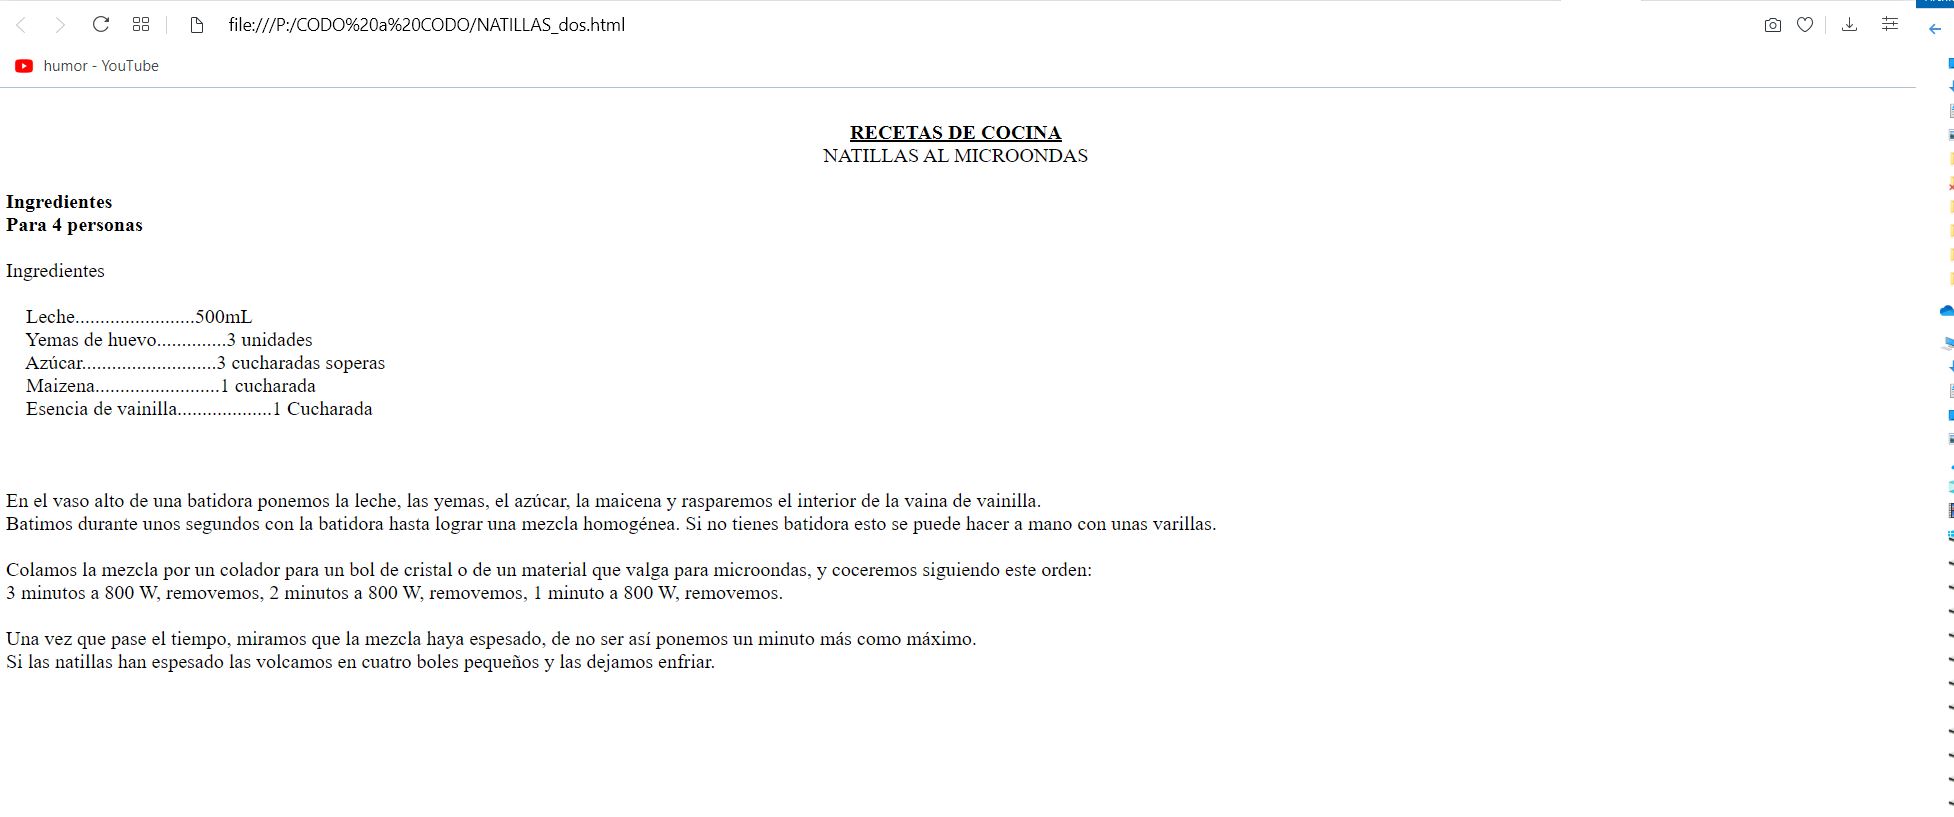 file:///P:/CODO%20a%20CODO/NATILLAS_dos.html
humor - YouTube
RECETAS DE COCINA
NATILLAS AL MICROONDAS
Ingredientes
Para 4 personas
Ingredientes
Leche........................500mL
Yemas de huevo..............3 unidades
Azúcar...........................3 cucharadas soperas
Maizena.........................1 cucharada
Esencia de vainilla...................1 Cucharada
En el vaso alto de una batidora ponemos la leche, las yemas, el azúcar, la maicena y rasparemos el interior de la vaina de vainilla.
Batimos durante unos segundos con la batidora hasta lograr una mezcla homogénea. Si no tienes batidora esto se puede hacer a mano con unas varillas.
Colamos la mezcla por un colador para un bol de cristal o de un material que valga para microondas, y coceremos siguiendo este orden:
3 minutos a 800 W, removemos, 2 minutos a 800 W, removemos, 1 minuto a 800 W, removemos.
Una vez que pase el tiempo, miramos que la mezcla haya espesado, de no ser así ponemos un minuto más como máximo.
Si las natillas han espesado las volcamos en cuatro boles pequeños y las dejamos enfriar.